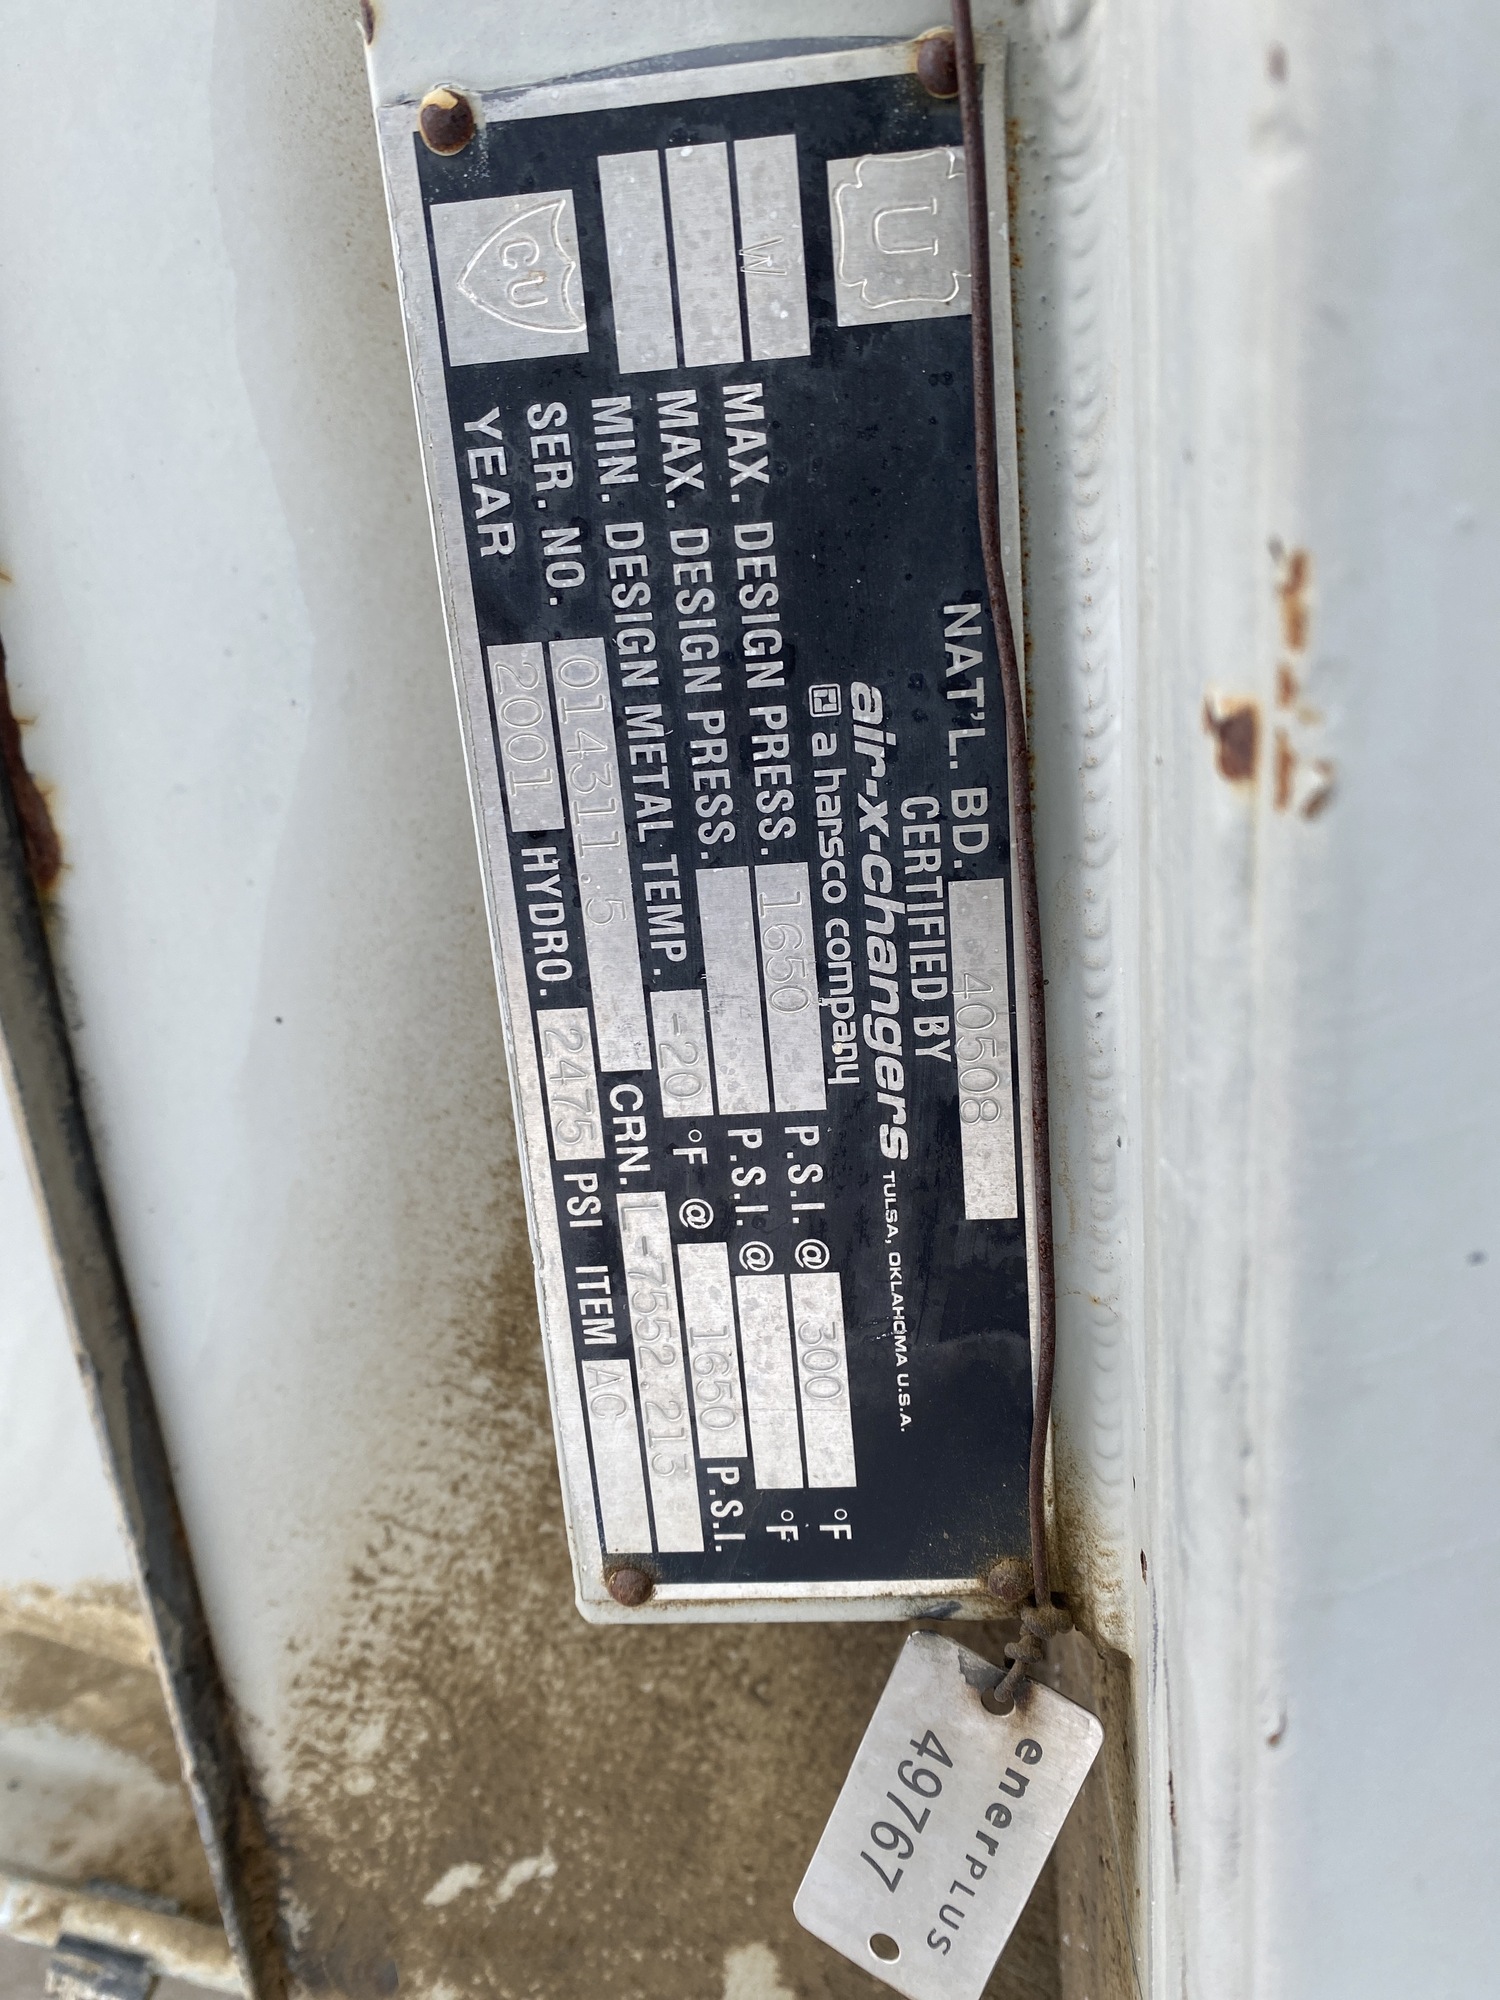 NAT'L. BD. 40508
U
CERTIFIED BY
air-x-changers TULSA, OKLAHOMA U.S.A.
a harsco company
W
MAX. DESIGN PRESS. 1650 P.S.I. @ 300 °F
MAX. DESIGN PRESS. P.S.I. @ °F
MIN. DESIGN METAL TEMP. -20 °F @ 1650 P.S.I.
CU
SER. NO. 014311.5 CRN. L-7552.213
YEAR 2001 HYDRO. 2475 PSI ITEM AC
enerPLUS
49767